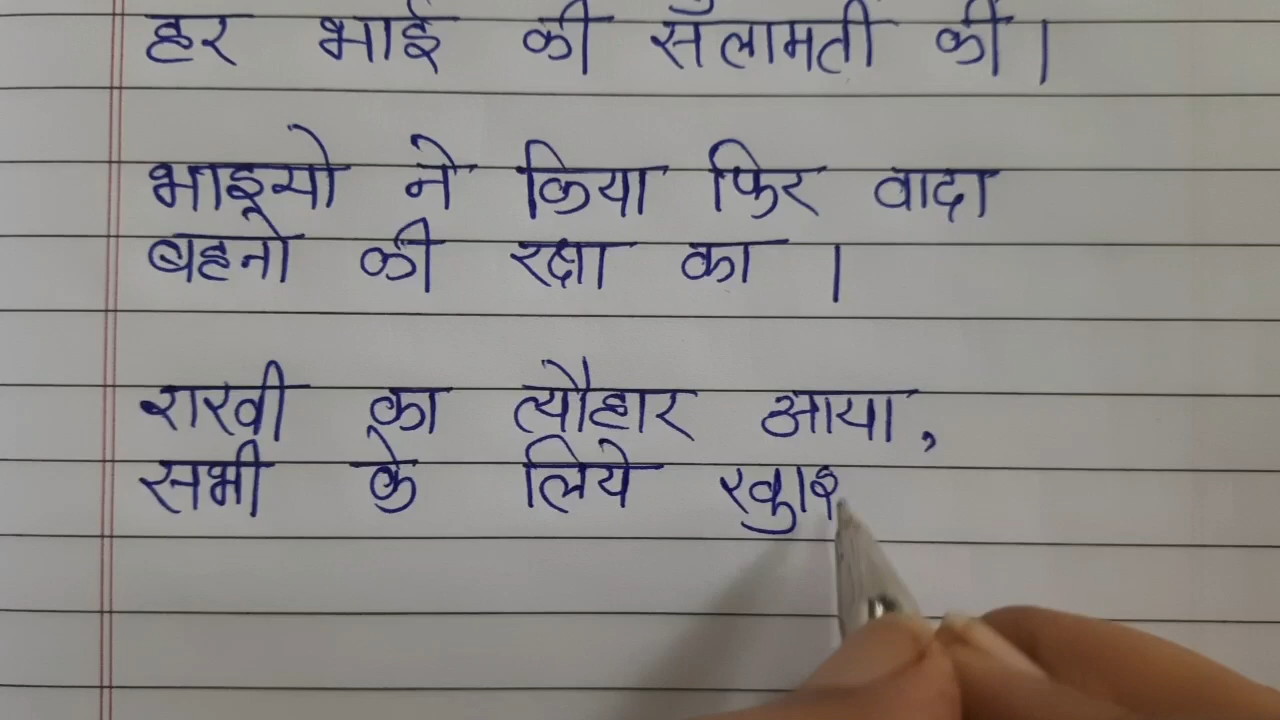 हर भाई की सलामती की।
भाइयो ने किया फिर वादा
बहनो की रक्षा का ।
राखी का त्यौहार आया,
सभी के लिये